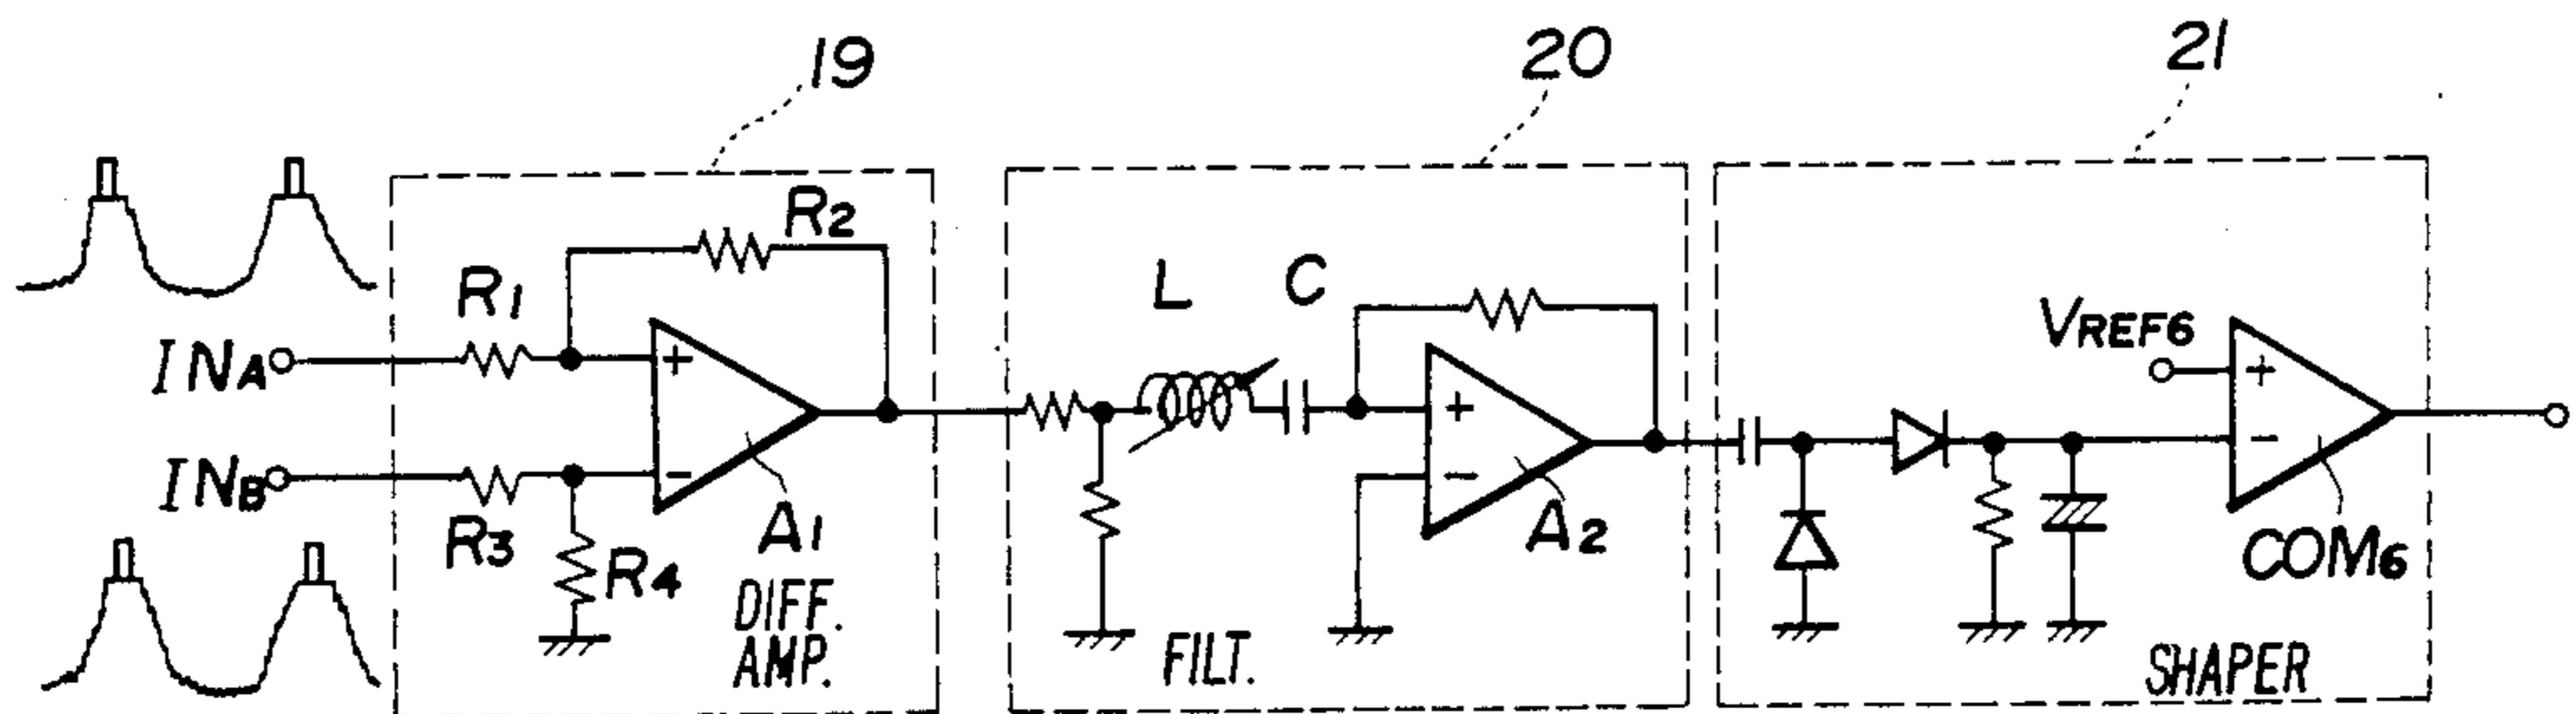 19
20
21
R2
R1
L
C
VREF6
INA
+
+
+
INB
-
-
-
R3
R4
A1
A2
COM6
DIFF.
AMP.
FILT.
SHAPER